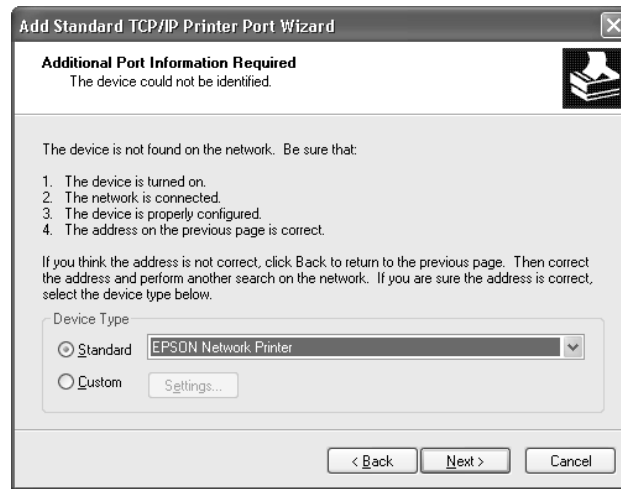 Add Standard TCP/IP Printer Port Wizard
Additional Port Information Required
The device could not be identified.
The device is not found on the network. Be sure that:
1. The device is turned on.
2. The network is connected.
3. The device is properly configured.
4. The address on the previous page is correct.
If you think the address is not correct, click Back to return to the previous page. Then correct
the address and perform another search on the network. If you are sure the address is correct,
select the device type below.
Device Type
Standard
EPSON Network Printer
Custom
Settings...
< Back
Next >
Cancel